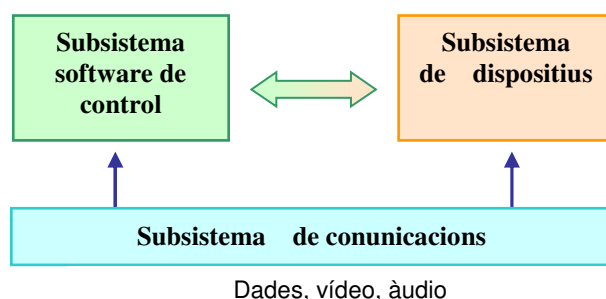 Subsistema
software de
control
Subsistema
de dispositius
Subsistema de conunicacions
Dades, vídeo, àudio